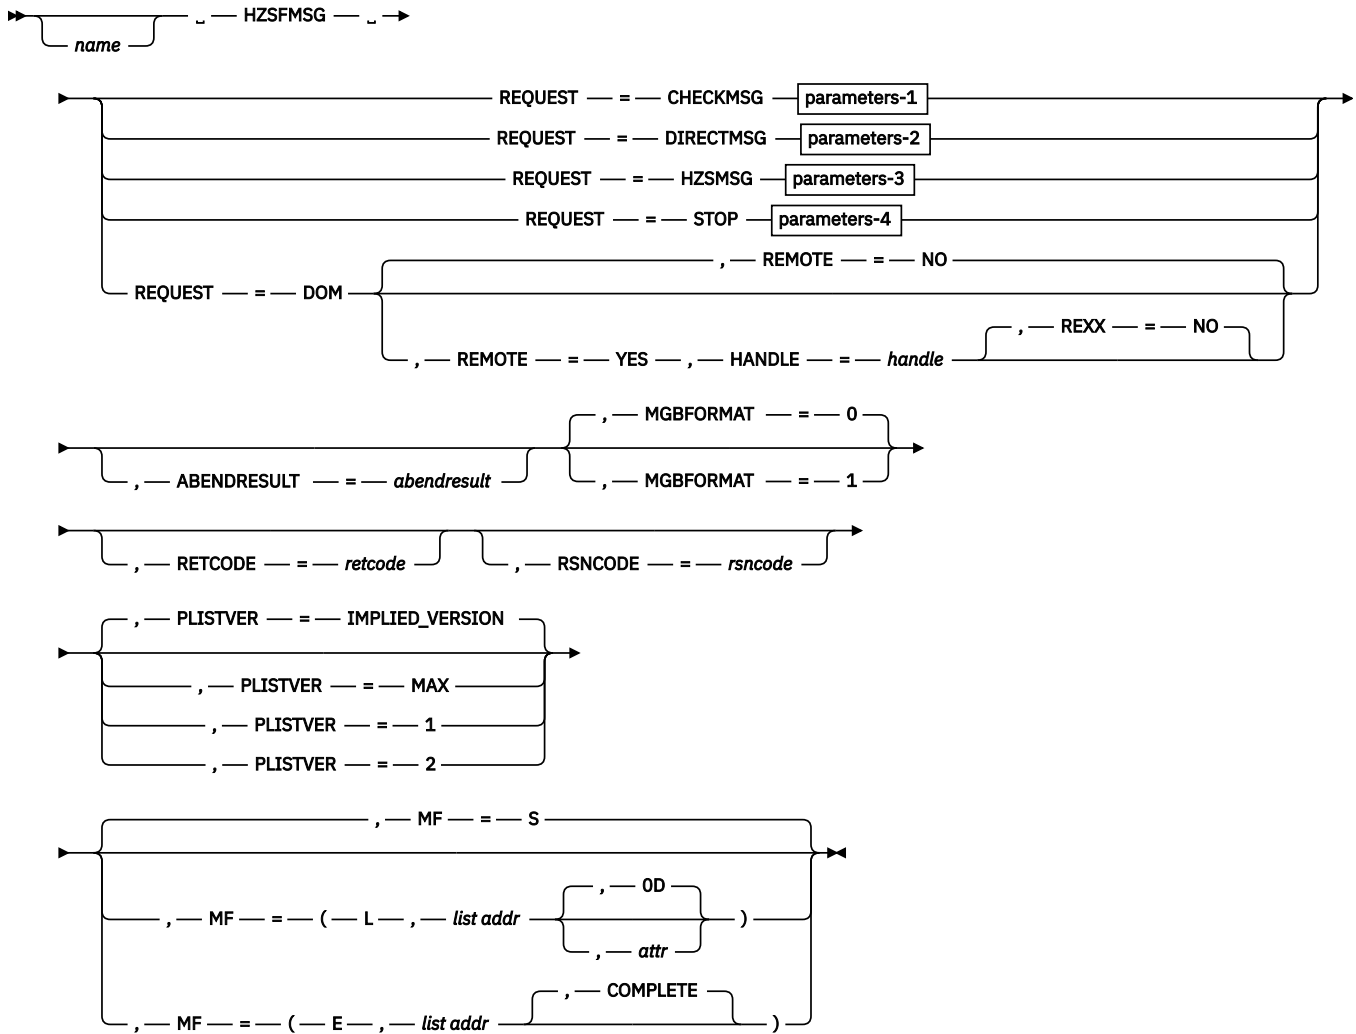 ␣ HZSFMSG ␣
name
REQUEST = CHECKMSG parameters-1
REQUEST = DIRECTMSG parameters-2
REQUEST = HZSMSG parameters-3
REQUEST = STOP parameters-4
, REMOTE = NO
REQUEST = DOM
, REXX = NO
, REMOTE = YES , HANDLE = handle
, MGBFORMAT = 0
, ABENDRESULT = abendresult , MGBFORMAT = 1
, RETCODE = retcode , RSNCODE = rsncode
, PLISTVER = IMPLIED_VERSION
, PLISTVER = MAX
, PLISTVER = 1
, PLISTVER = 2
, MF = S
, 0D
, MF = ( L , list addr )
, attr
, COMPLETE
, MF = ( E , list addr )